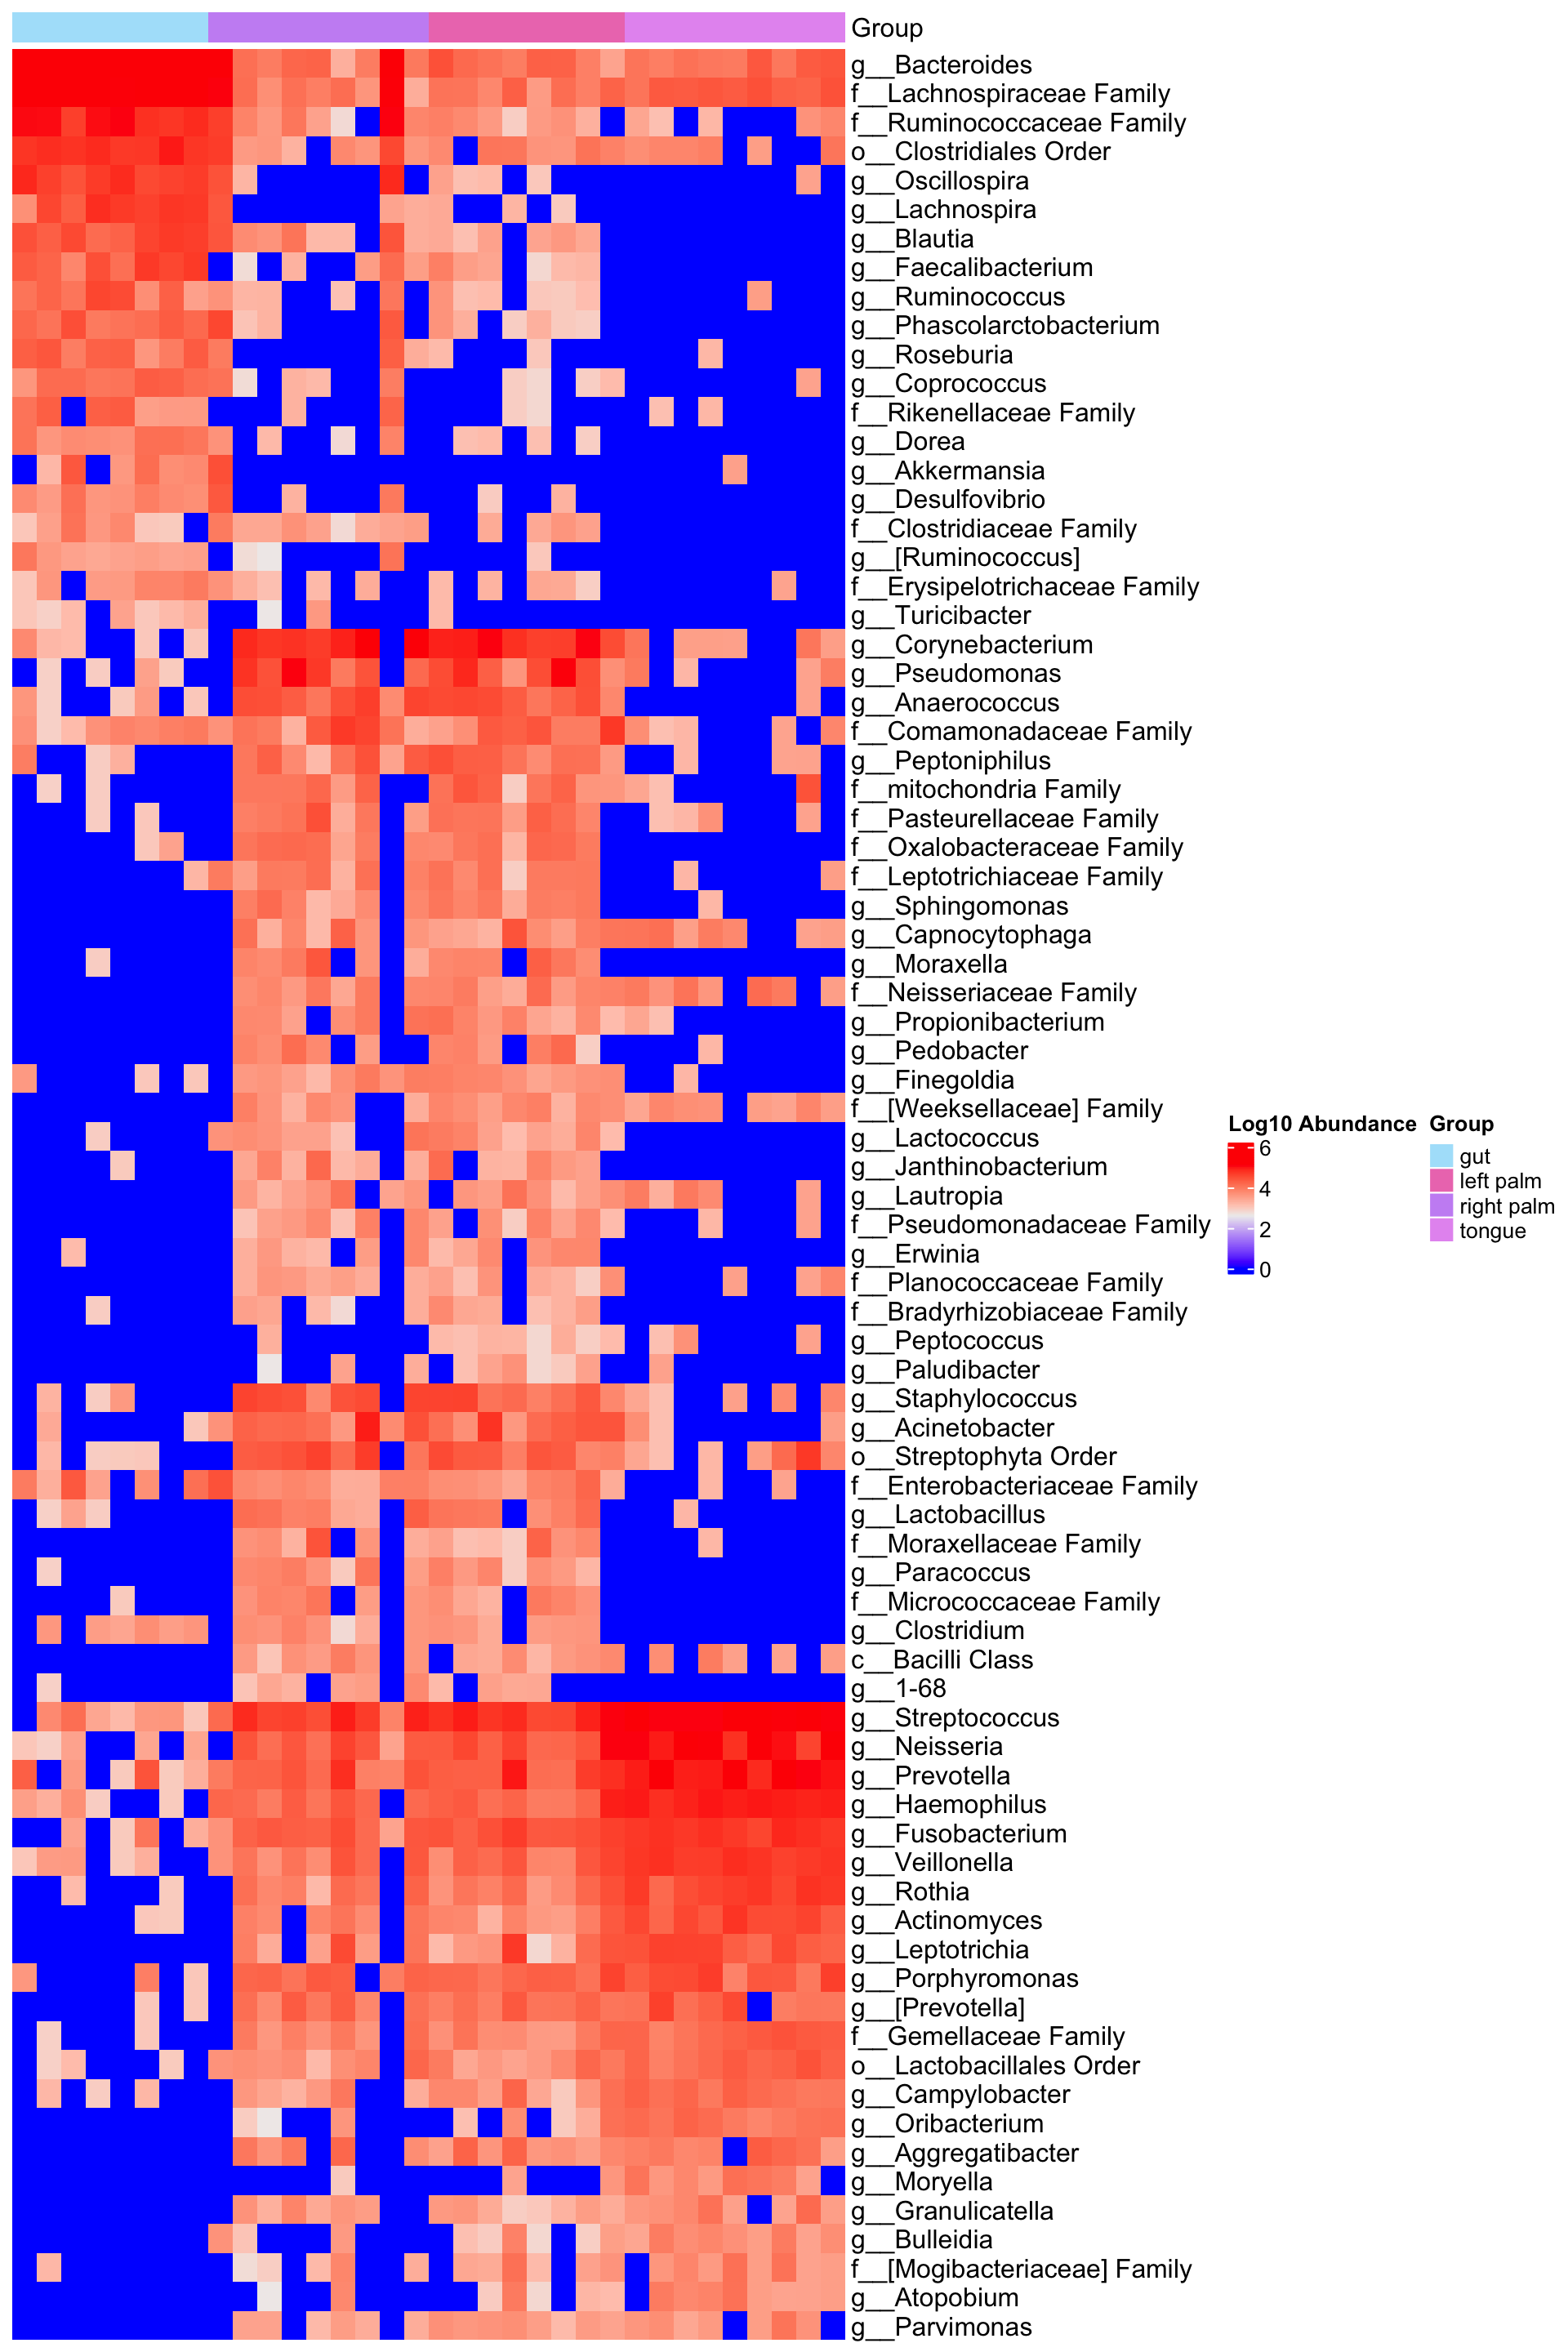 Group
g__Bacteroides
f__Lachnospiraceae Family
f__Ruminococcaceae Family
o__Clostridiales Order
g__Oscillospira
g__Lachnospira
g__Blautia
g__Faecalibacterium
g__Ruminococcus
g__Phascolarctobacterium
g__Roseburia
g__Coprococcus
f__Rikenellaceae Family
g__Dorea
g__Akkermansia
g__Desulfovibrio
f__Clostridiaceae Family
g__[Ruminococcus]
f__Erysipelotrichaceae Family
g__Turicibacter
g__Corynebacterium
g__Pseudomonas
g__Anaerococcus
f__Comamonadaceae Family
g__Peptoniphilus
f__mitochondria Family
f__Pasteurellaceae Family
f__Oxalobacteraceae Family
f__Leptotrichiaceae Family
g__Sphingomonas
g__Capnocytophaga
g__Moraxella
f__Neisseriaceae Family
g__Propionibacterium
g__Pedobacter
g__Finegoldia
f__[Weeksellaceae] Family
g__Lactococcus
g__Janthinobacterium
g__Lautropia
f__Pseudomonadaceae Family
g__Erwinia
f__Planococcaceae Family
f__Bradyrhizobiaceae Family
g__Peptococcus
g__Paludibacter
g__Staphylococcus
g__Acinetobacter
o__Streptophyta Order
f__Enterobacteriaceae Family
g__Lactobacillus
f__Moraxellaceae Family
g__Paracoccus
f__Micrococcaceae Family
g__Clostridium
c__Bacilli Class
g__1-68
g__Streptococcus
g__Neisseria
g__Prevotella
g__Haemophilus
g__Fusobacterium
g__Veillonella
g__Rothia
g__Actinomyces
g__Leptotrichia
g__Porphyromonas
g__[Prevotella]
f__Gemellaceae Family
o__Lactobacillales Order
g__Campylobacter
g__Oribacterium
g__Aggregatibacter
g__Moryella
g__Granulicatella
g__Bulleidia
f__[Mogibacteriaceae] Family
g__Atopobium
g__Parvimonas
Log10 Abundance
6
4
2
0
Group
gut
left palm
right palm
tongue